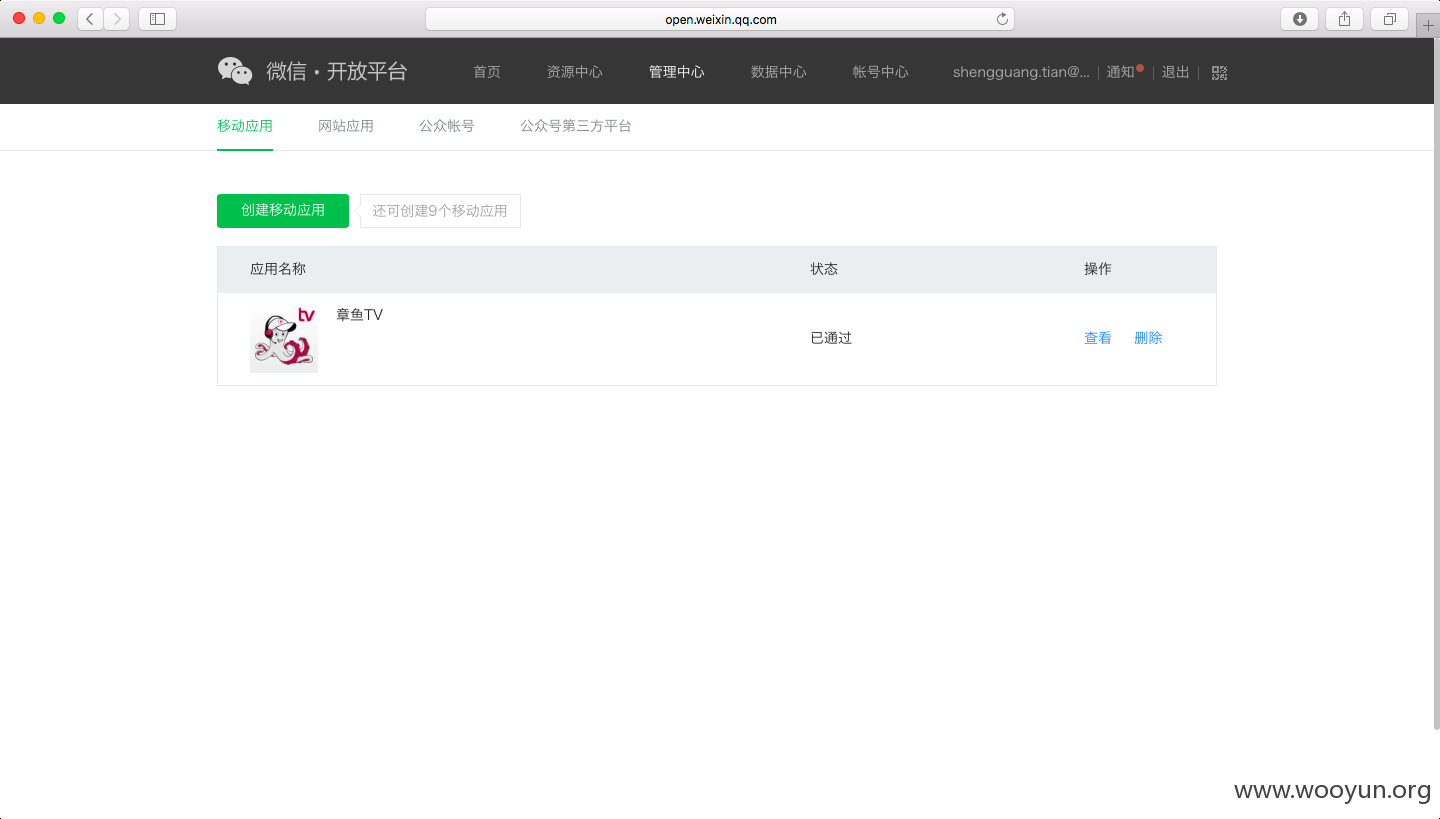 open.weixin.qq.com
微信·开放平台 首页 资源中心 管理中心 数据中心 帐号中心 shengguang.tian@... 通知 退出
移动应用 网站应用 公众帐号 公众号第三方平台
创建移动应用 还可创建9个移动应用
应用名称 状态 操作
tv
章鱼TV
已通过 查看 删除
www.wooyun.org